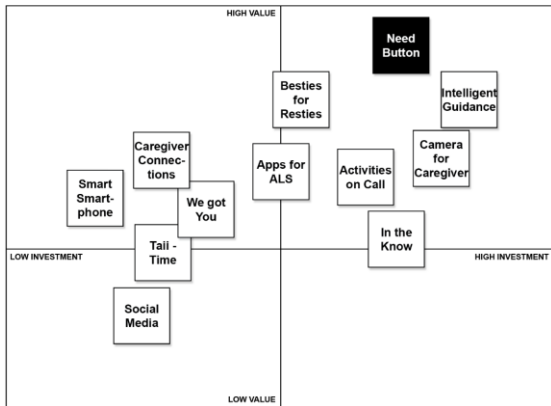 HIGH VALUE
Need
Button
Besties
for
Resties
Intelligent
Guidance
Caregiver
Connec-
tions
Apps for
ALS
Camera
for
Caregiver
Activities
on Call
Smart
Smart-
phone
We got
You
In the
Know
Taii -
Time
LOW INVESTMENT
HIGH INVESTMENT
Social
Media
LOW VALUE